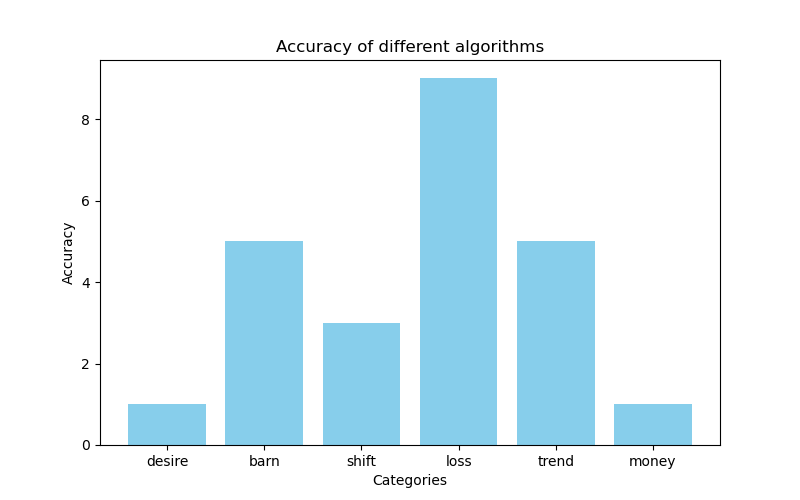 Accuracy of different algorithms
8
6
4
2
0
Accuracy
desire barn shift loss trend money
Categories